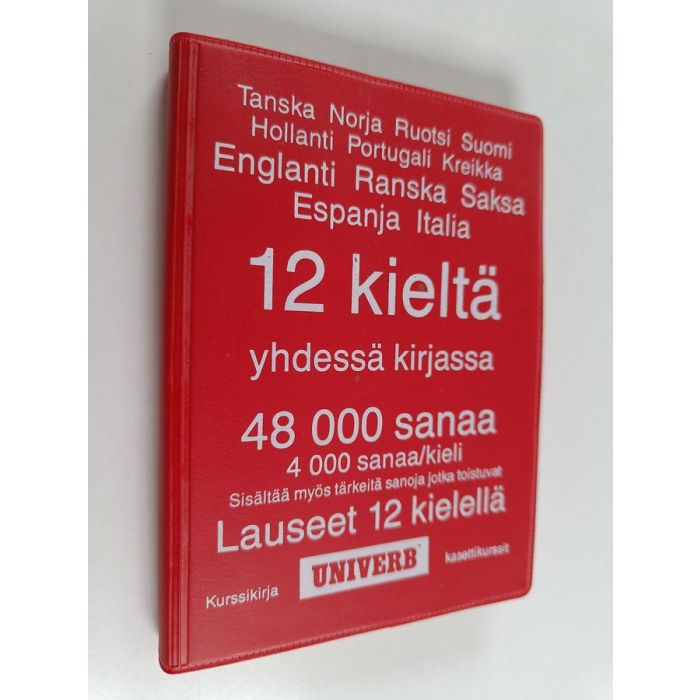 Tanska Norja Ruotsi Suomi
Hollanti Portugali Kreikka
Englanti Ranska Saksa
Espanja Italia
12 kieltä
yhdessä kirjassa
48 000 sanaa
4 000 sanaa/kieli
Sisältää myös tärkeitä sanoja jotka toistuvat
Lauseet 12 kielellä
Kurssikirja UNIVERB kasettikurssit